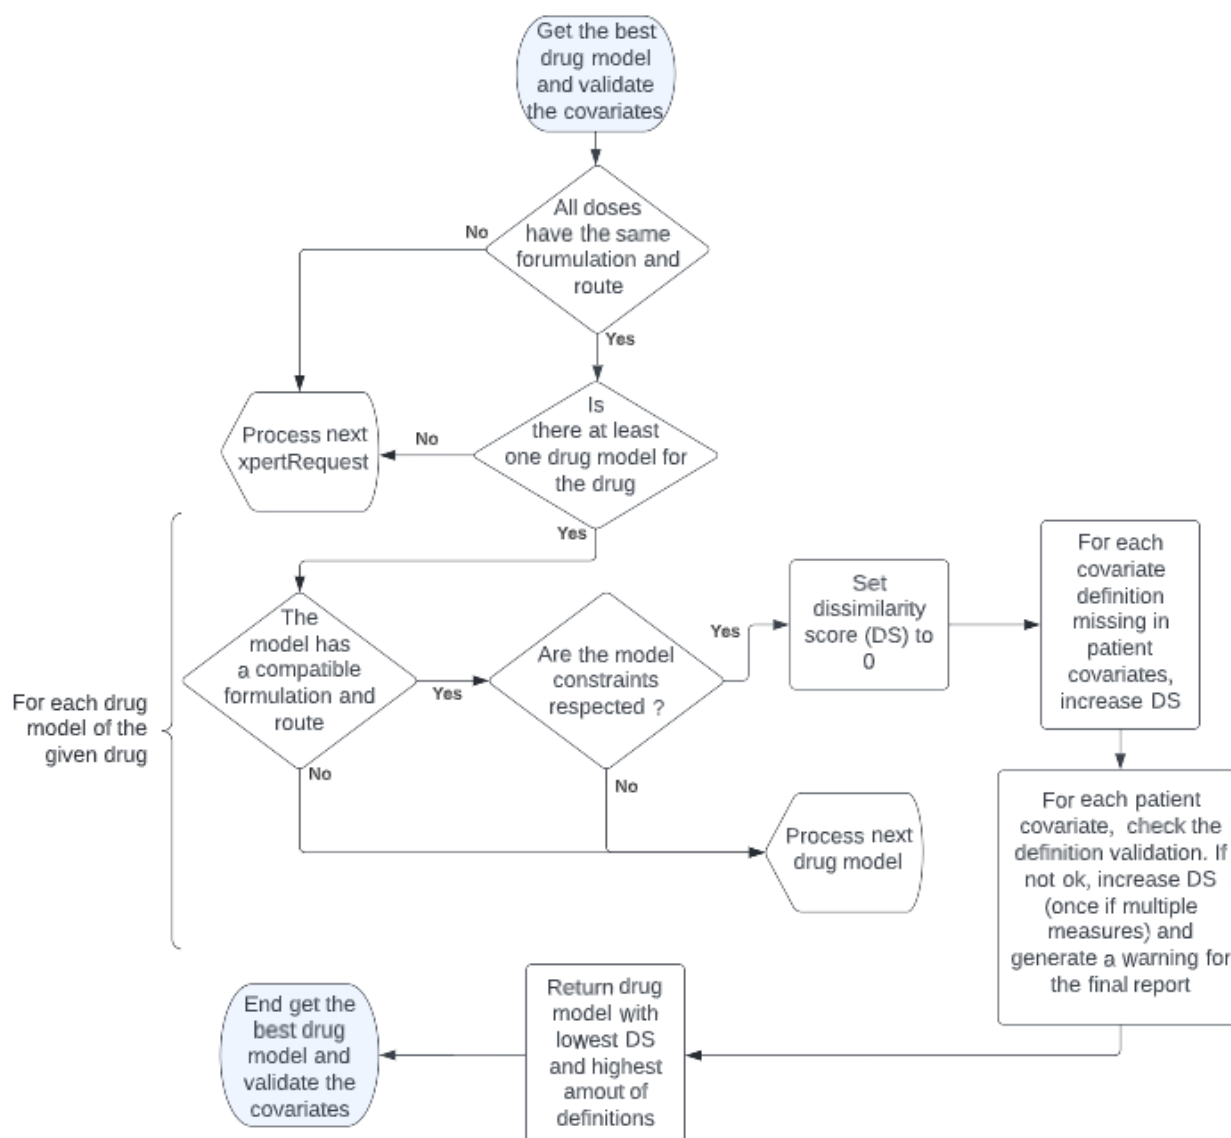 Get the best
drug model
and validate
the covariates
All doses
have the same
forumulation and
route
No
Yes
Is
there at least
one drug model for
the drug
No
Process next
xpertRequest
Yes
For each drug
model of the
given drug
The
model has
a compatible
formulation and
route
Yes
No
Are the model
constraints
respected ?
Yes
No
Set
dissimilarity
score (DS) to
0
For each
covariate
definition
missing in
patient
covariates,
increase DS
For each patient
covariate, check the
definition validation. If
not ok, increase DS
(once if multiple
measures) and
generate a warning for
the final report
Process next
drug model
Return drug
model with
lowest DS
and highest
amout of
definitions
End get the
best drug
model and
validate the
covariates